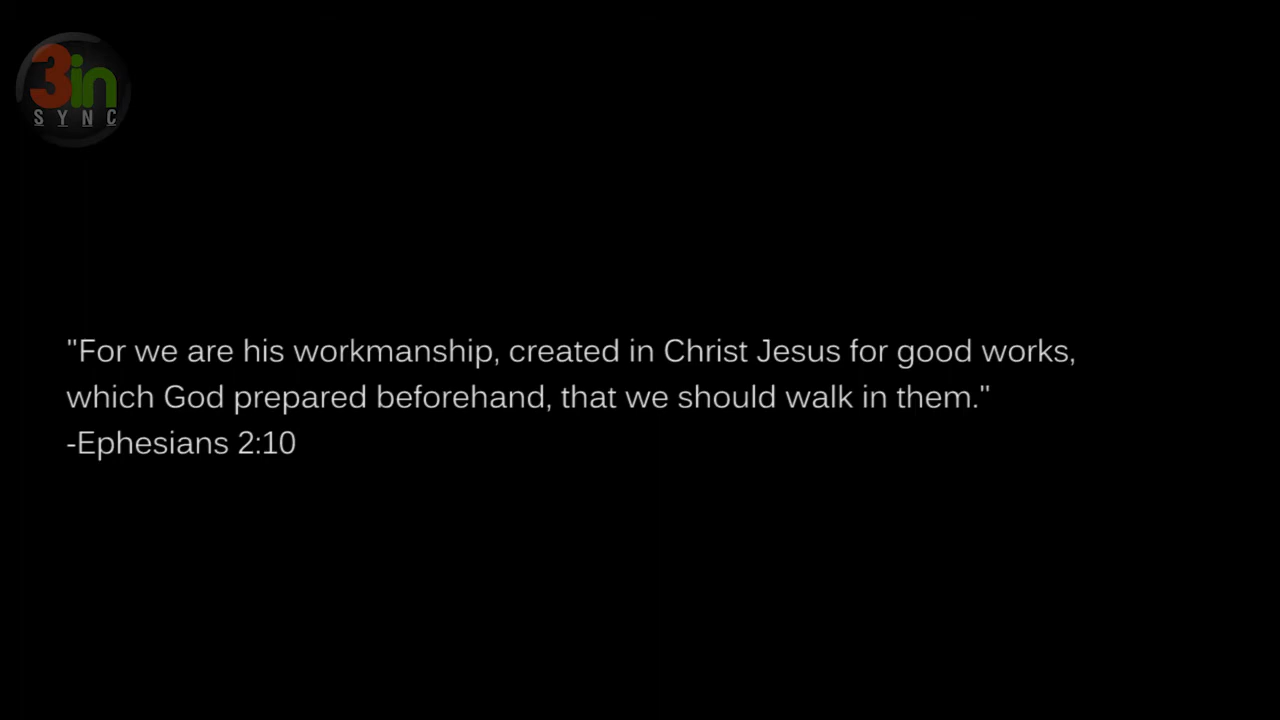 3in
SYNC
"For we are his workmanship, created in Christ Jesus for good works,
which God prepared beforehand, that we should walk in them."
-Ephesians 2:10